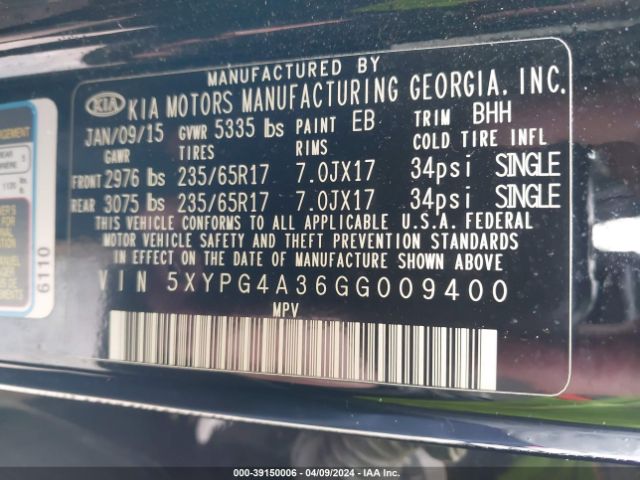 MANUFACTURED BY
KIA KIA MOTORS MANUFACTURING GEORGIA, INC.
JAN/09/15 GVWR 5335 lbs PAINT EB TRIM BHH
GAWR TIRES RIMS COLD TIRE INFL
FRONT 2976 lbs 235/65R17 7.0JX17 34psi SINGLE
REAR 3075 lbs 235/65R17 7.0JX17 34psi SINGLE
THIS VEHICLE CONFORMS TO ALL APPLICABLE U.S.A. FEDERAL
MOTOR VEHICLE SAFETY AND THEFT PREVENTION STANDARDS
IN EFFECT ON THE DATE OF MANUFACTURE SHOWN ABOVE.
VIN 5XYPG4A36GG009400
MPV
6110
000-39150006 - 04/09/2024 - IAA Inc.